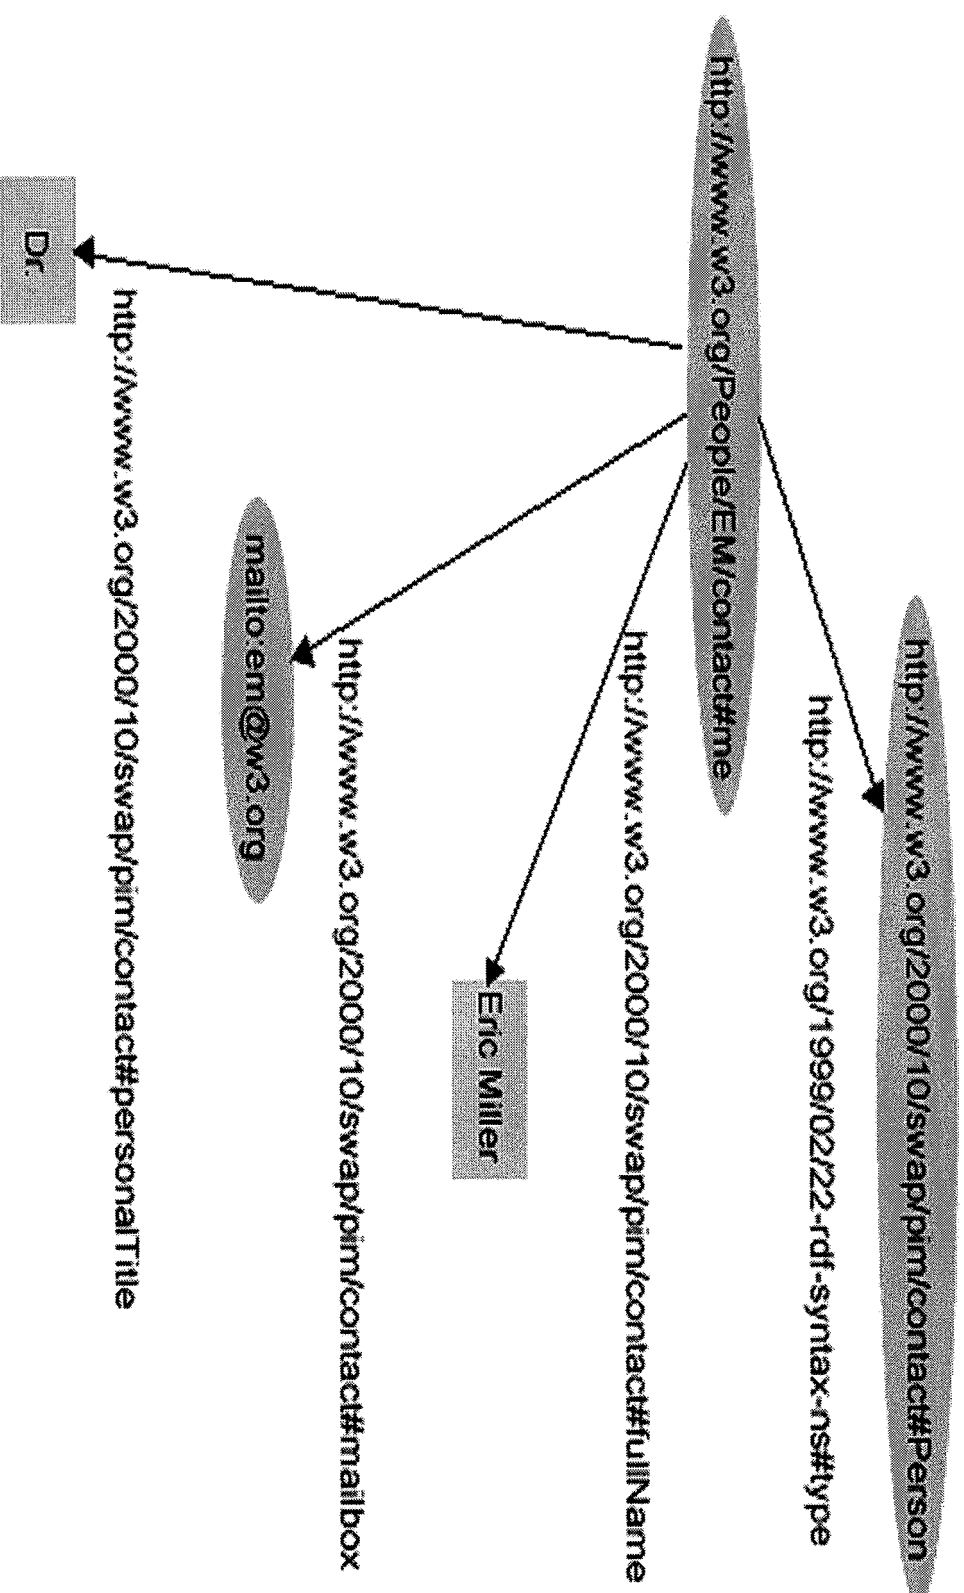 http://www.w3.org/2000/10/swap/pim/contact#Person
http://www.w3.org/1999/02/22-rdf-syntax-ns#type
http://www.w3.org/People/EM/contact#me
http://www.w3.org/2000/10/swap/pim/contact#fullName
Eric Miller
http://www.w3.org/2000/10/swap/pim/contact#mailbox
mailto:em@w3.org
http://www.w3.org/2000/10/swap/pim/contact#personalTitle
Dr.